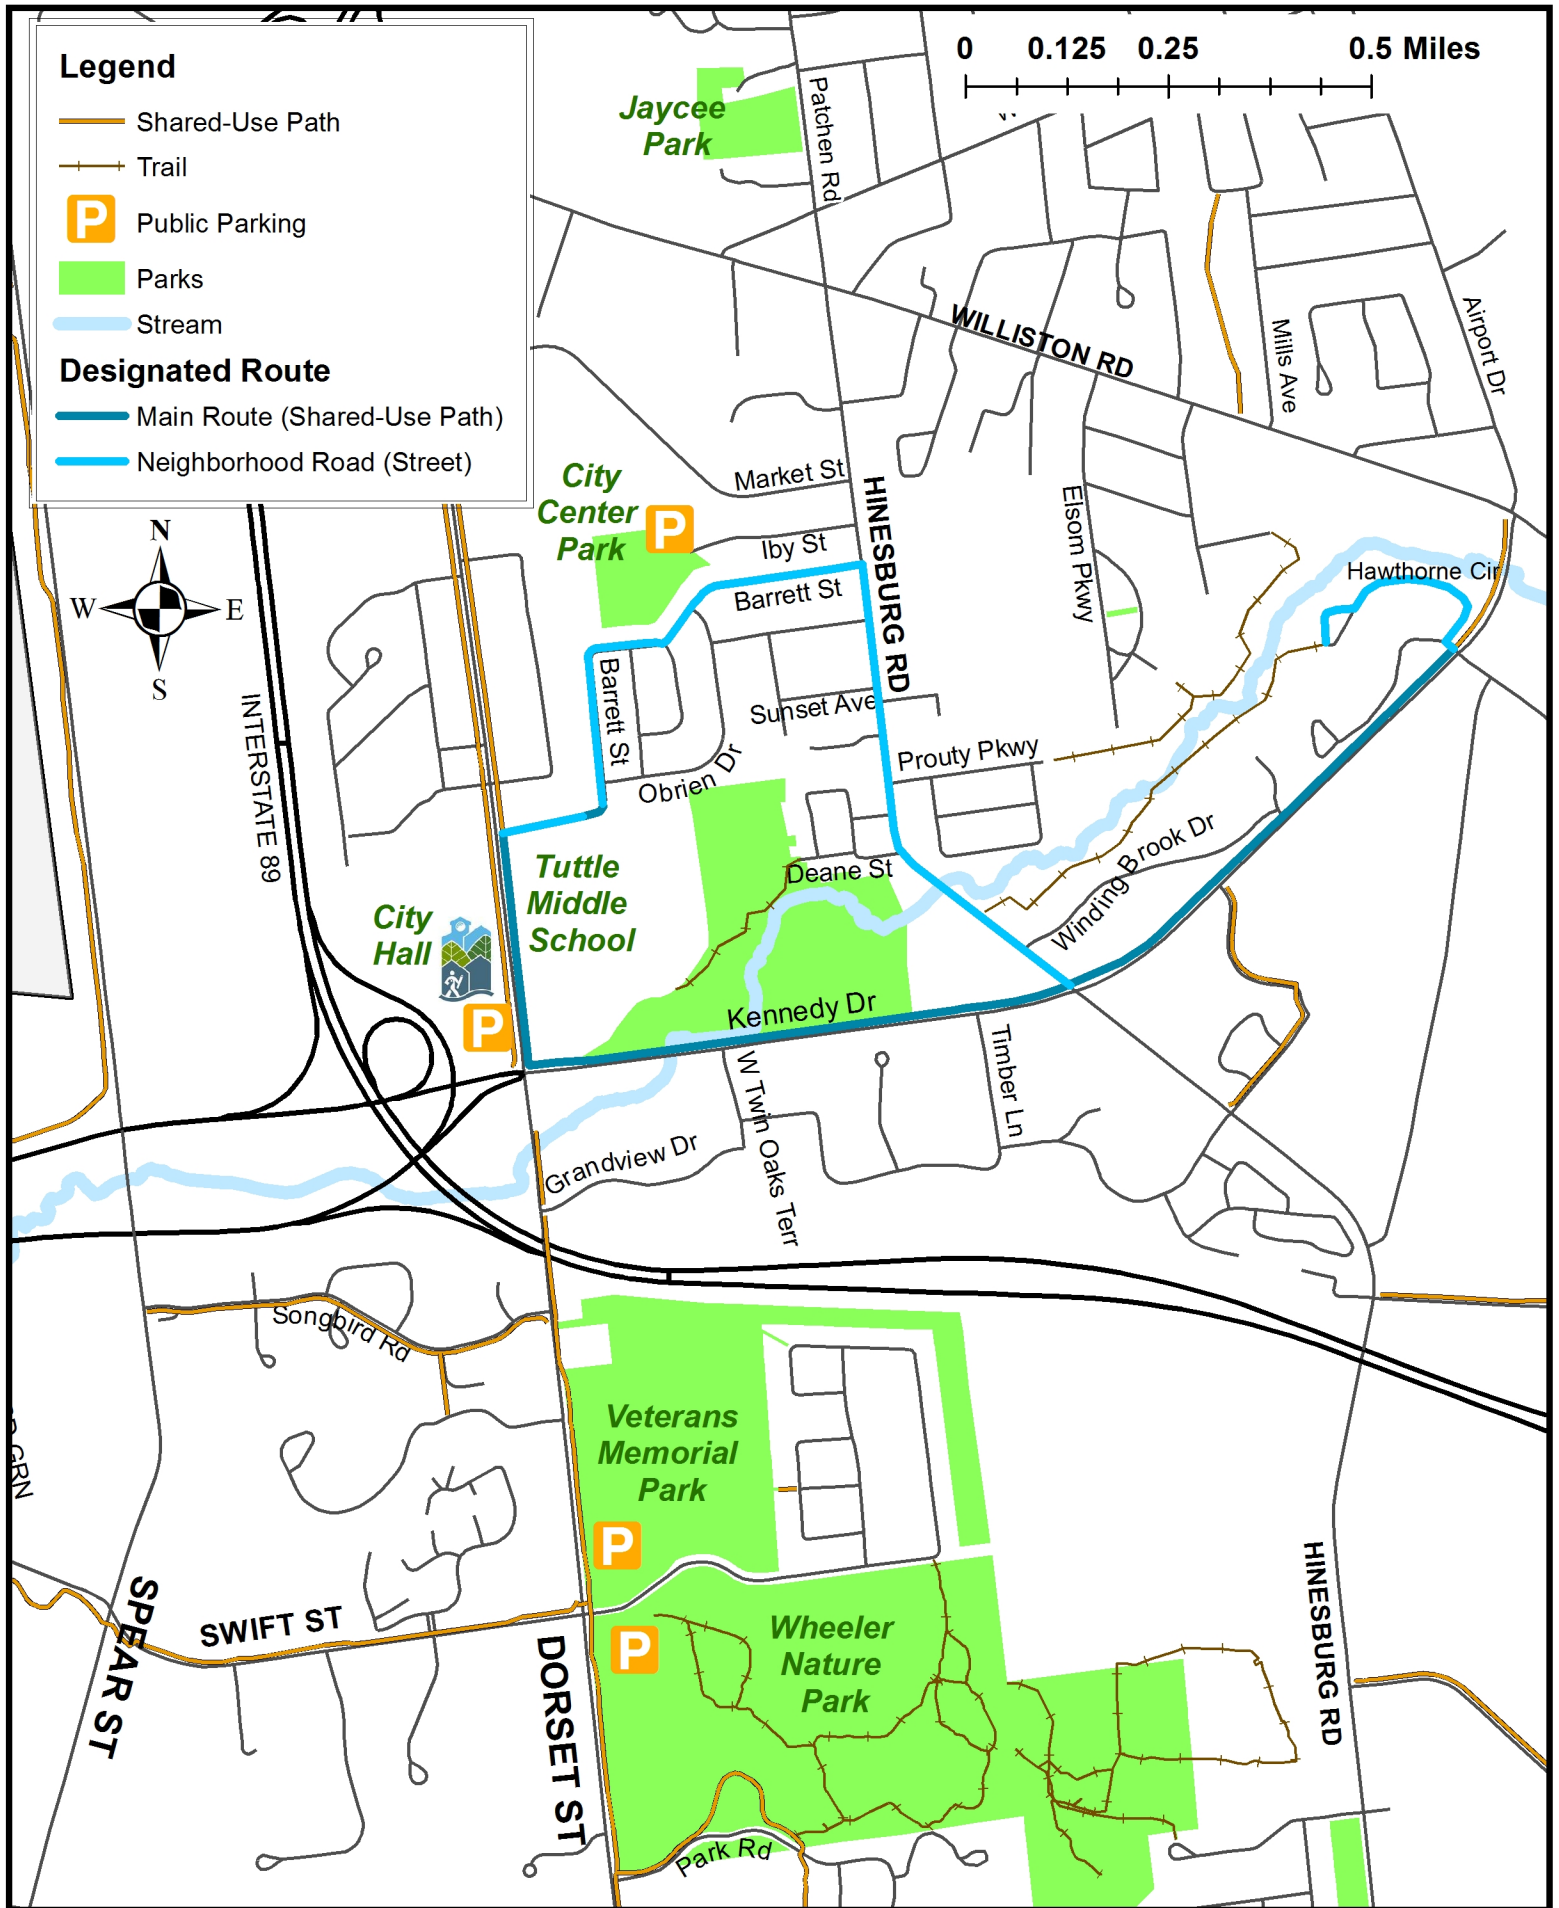 Legend
Shared-Use Path
Trail
P
Public Parking
Parks
Stream
Designated Route
Main Route (Shared-Use Path)
Neighborhood Road (Street)
0 0.125 0.25 0.5 Miles
Jaycee
Park
Patchen Rd
WILLISTON RD
Mills Ave
Airport Dr
N
W
E
S
City
Center
Park
P
Market St
Iby St
Barrett St
HINESBURG RD
Elsom Pkwy
Hawthorne Cir
Barrett St
Sunset Ave
Obrien Dr
Prouty Pkwy
INTERSTATE 89
Tuttle
Middle
School
Deane St
Winding Brook Dr
City
Hall
P
Kennedy Dr
W Twin Oaks Terr
Timber Ln
Grandview Dr
Songbird Rd
Veterans
Memorial
Park
P
GRN
SPEAR ST
SWIFT ST
DORSET ST
P
Wheeler
Nature
Park
HINESBURG RD
Park Rd